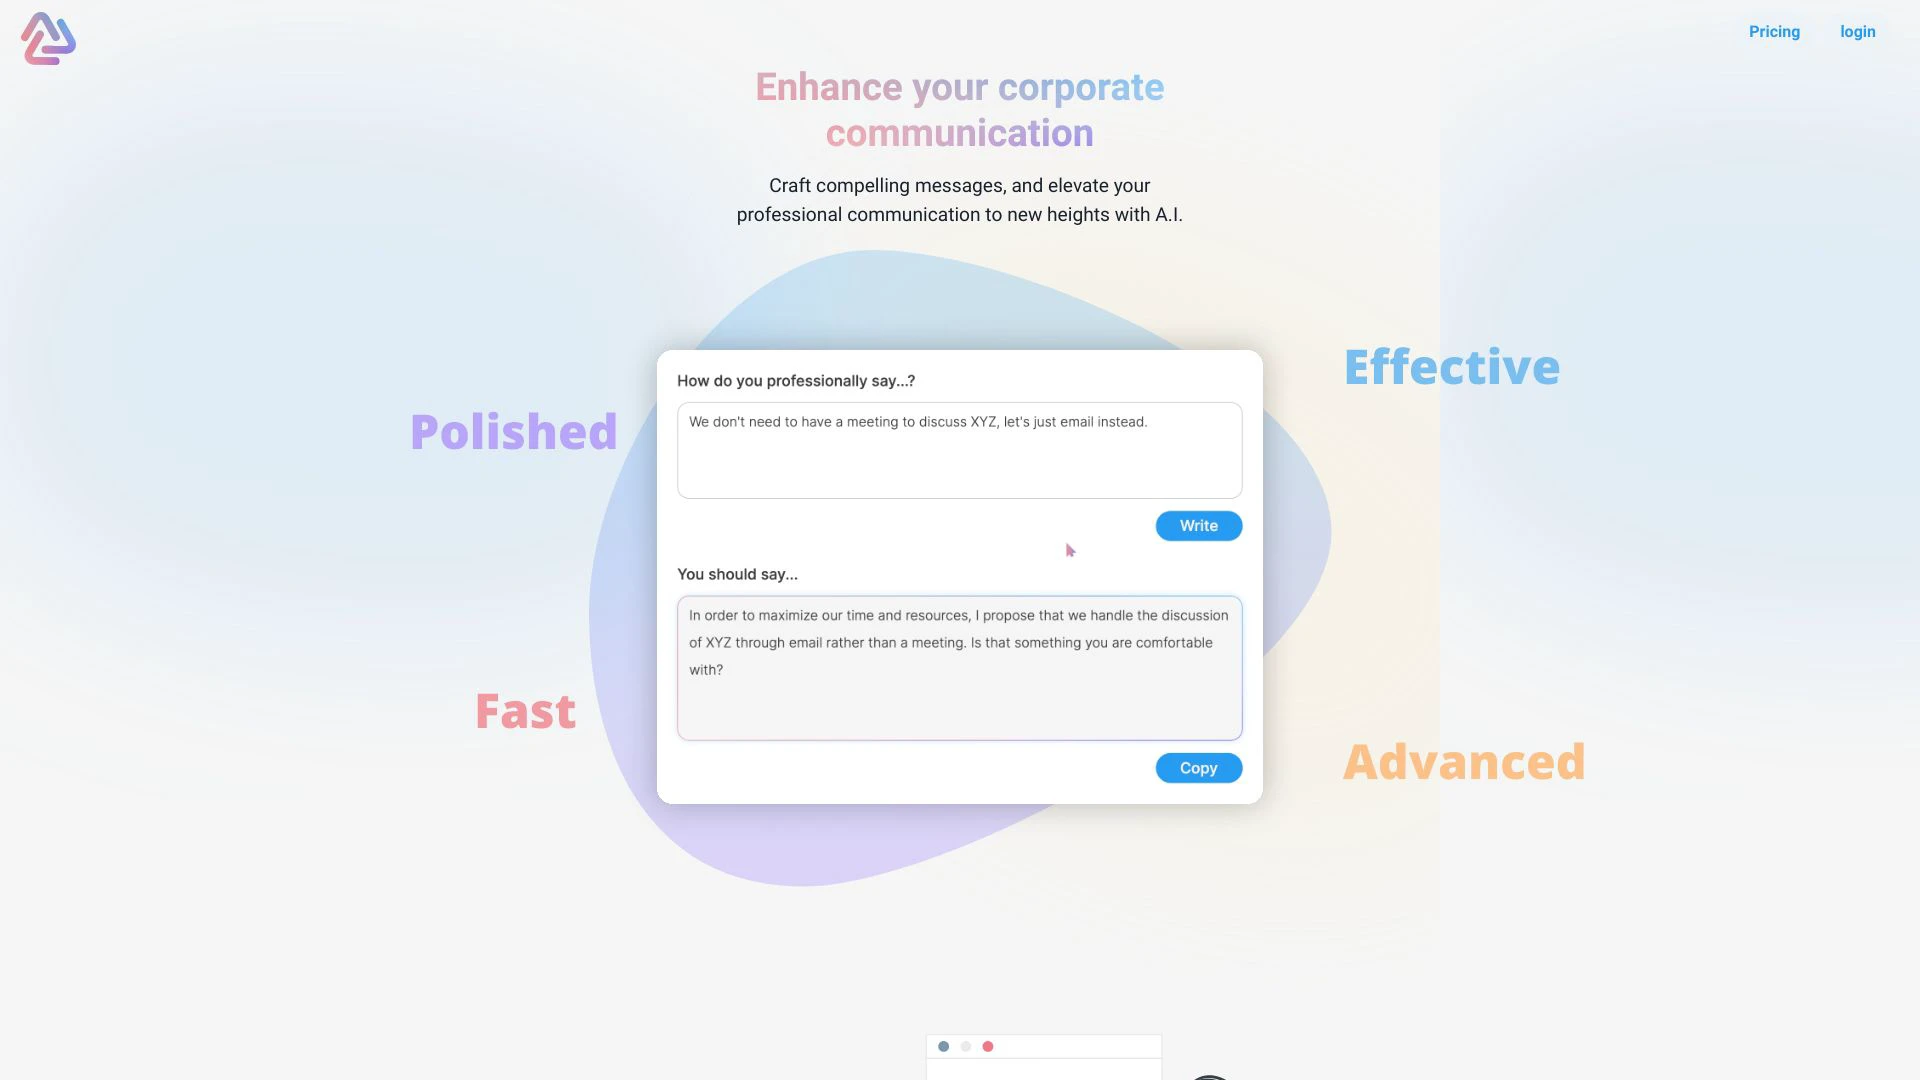 Pricing
login
Enhance your corporate
communication
Craft compelling messages, and elevate your
professional communication to new heights with A.I.
Effective
Polished
How do you professionally say...?
We don't need to have a meeting to discuss XYZ, let's just email instead.
Write
You should say...
In order to maximize our time and resources, I propose that we handle the discussion
of XYZ through email rather than a meeting. Is that something you are comfortable
with?
Fast
Advanced
Copy